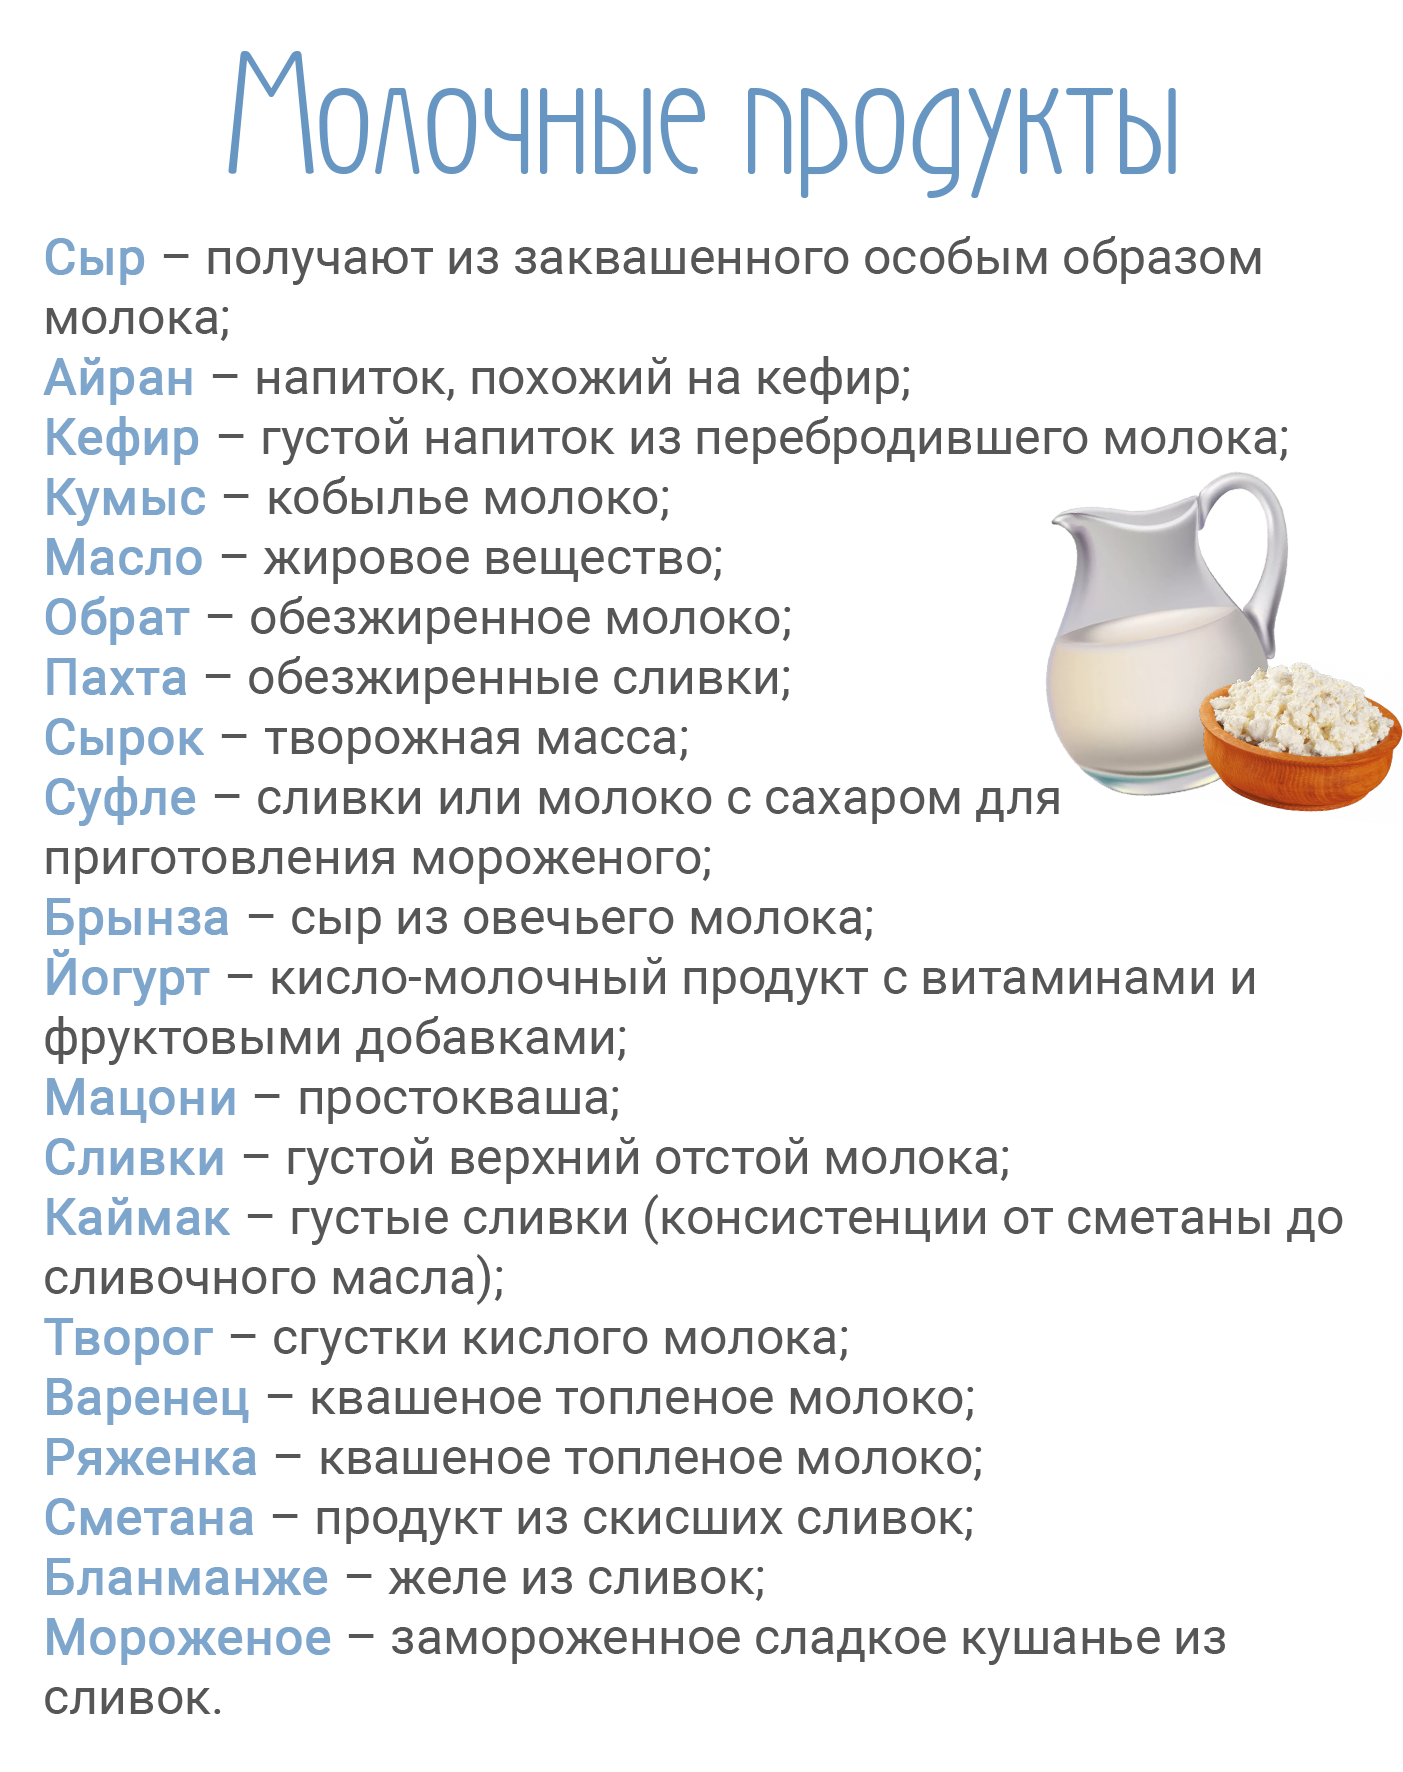 Молочные продукты
Сыр – получают из заквашенного особым образом
молока;
Айран – напиток, похожий на кефир;
Кефир – густой напиток из перебродившего молока;
Кумыс – кобылье молоко;
Масло – жировое вещество;
Обрат – обезжиренное молоко;
Пахта – обезжиренные сливки;
Сырок – творожная масса;
Суфле – сливки или молоко с сахаром для
приготовления мороженого;
Брынза – сыр из овечьего молока;
Йогурт – кисло-молочный продукт с витаминами и
фруктовыми добавками;
Мацони – простокваша;
Сливки – густой верхний отстой молока;
Каймак – густые сливки (консистенции от сметаны до
сливочного масла);
Творог – сгустки кислого молока;
Варенец – квашеное топленое молоко;
Ряженка – квашеное топленое молоко;
Сметана – продукт из скисших сливок;
Бланманже – желе из сливок;
Мороженое – замороженное сладкое кушанье из
сливок.